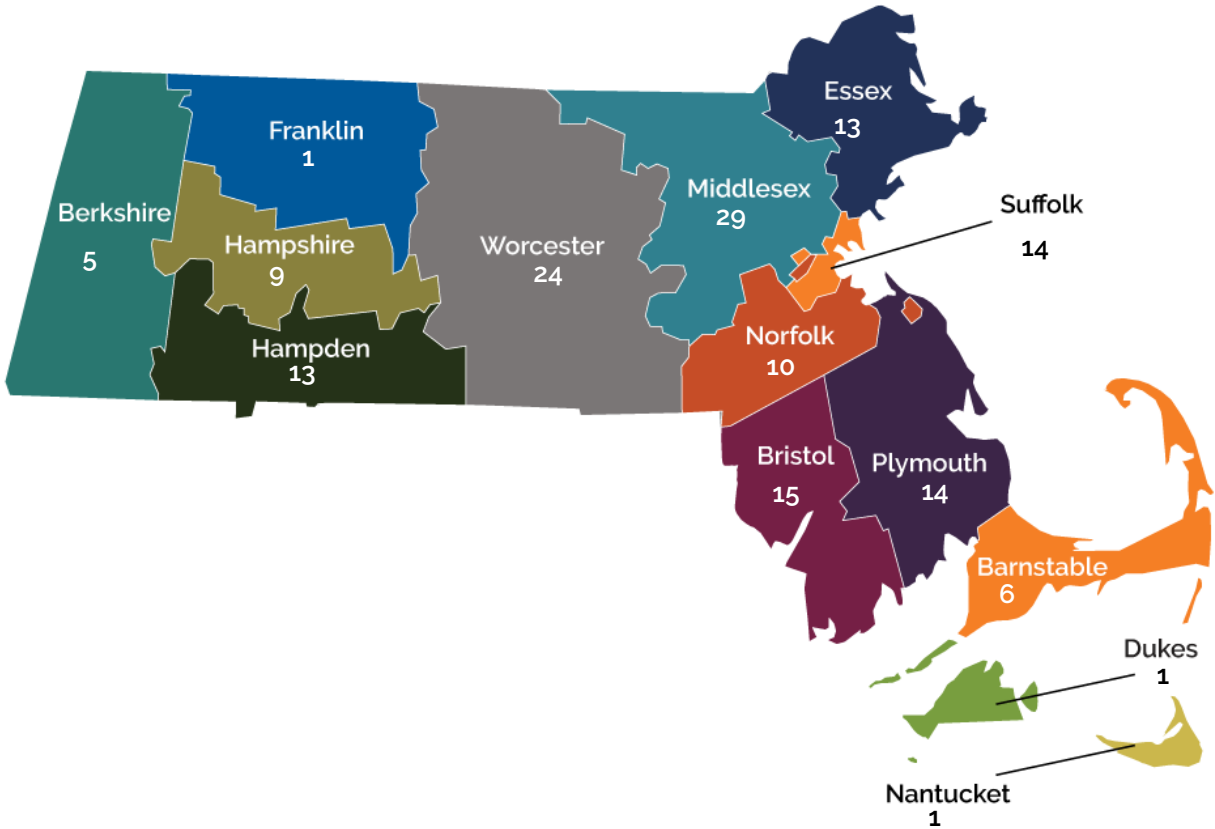 Essex
13
Franklin
1
Middlesex
29
Suffolk
14
Berkshire
5
Hampshire
9
Worcester
24
Norfolk
10
Hampden
13
Bristol
15
Plymouth
14
Barnstable
6
Dukes
1
Nantucket
1